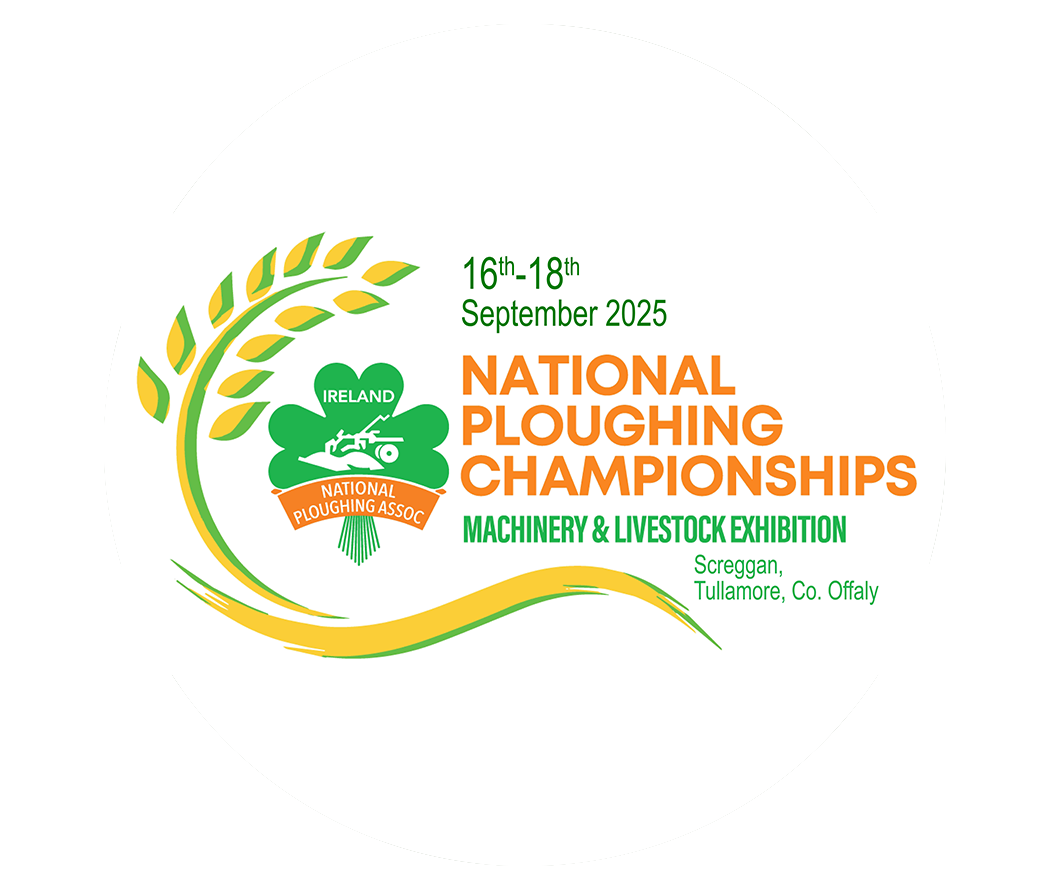 16th-18th
September 2025
NATIONAL
PLOUGHING
CHAMPIONSHIPS
MACHINERY & LIVESTOCK EXHIBITION
Screggan,
Tullamore, Co. Offaly
IRELAND
NATIONAL
PLOUGHING ASSOC